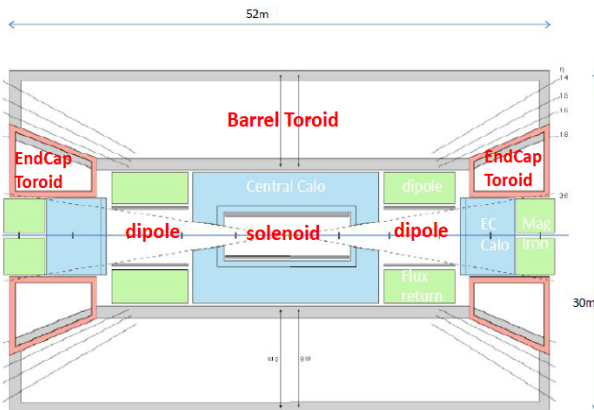 52m
η
14
15
16
Barrel Toroid
18
EndCap
Toroid
EndCap
Toroid
Central Calo
dipole
dipole
solenoid
dipole
EC
Calo
Mag
Iron
Flux
return
30m